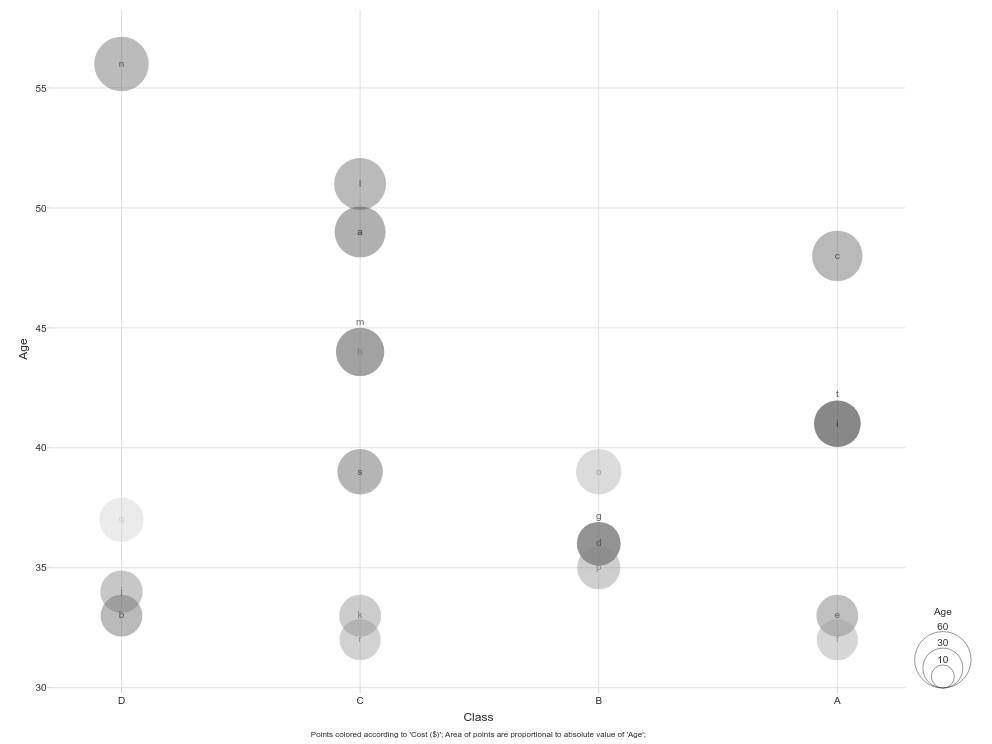 n
55
l
50
a
c
45
m
h
Age
t
i
40
s
o
g
q
d
35
p
j
b
k
e
r
Age
60
30
10
30
D
C
B
A
Class
Points colored according to 'Cost ($)'; Area of points are proportional to absolute value of 'Age';